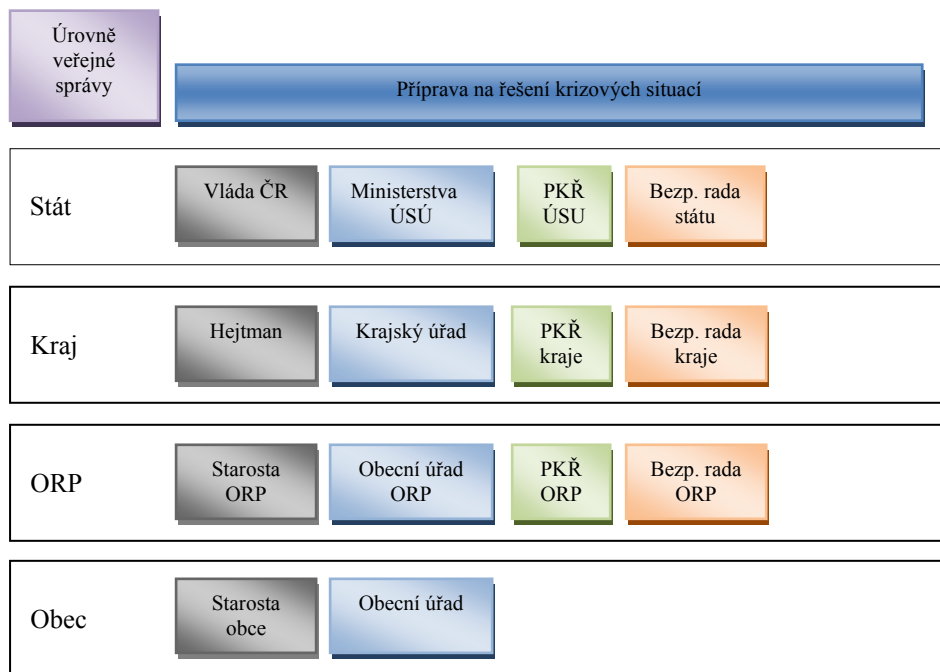 Úrovně
veřejné
správy
Příprava na řešení krizových situací
Stát
Vláda ČR
Ministerstva
ÚSÚ
PKŘ
ÚSU
Bezp. rada
státu
Kraj
Hejtman
Krajský úřad
PKŘ
kraje
Bezp. rada
kraje
ORP
Starosta
ORP
Obecní úřad
ORP
PKŘ
ORP
Bezp. rada
ORP
Obec
Starosta
obce
Obecní úřad